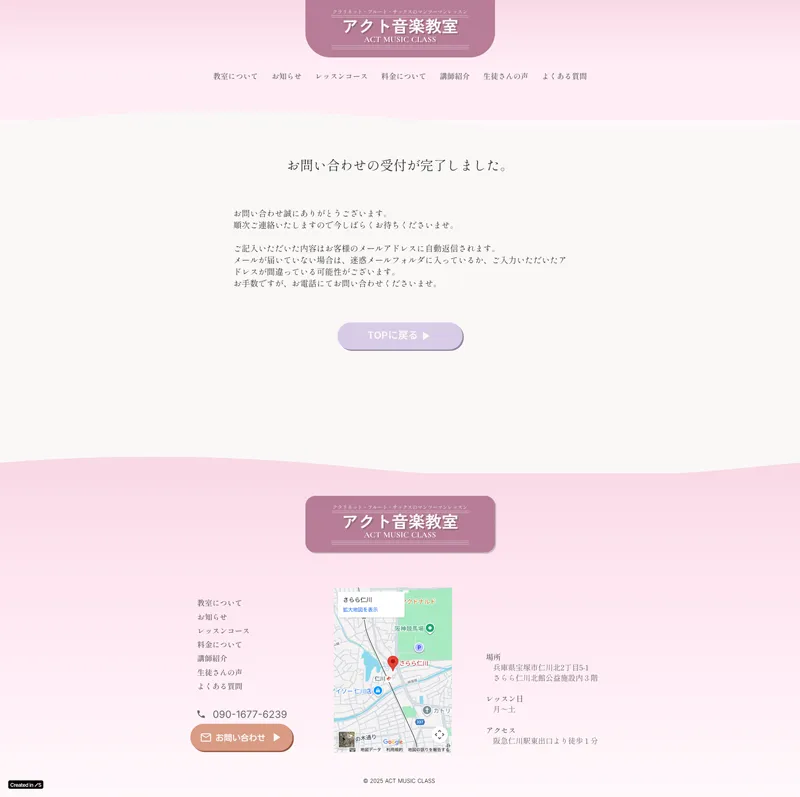 クラリネット・フルート・サックスのマンツーマンレッスン
アクト音楽教室
ACT MUSIC CLASS
教室について お知らせ レッスンコース 料金について 講師紹介 生徒さんの声 よくある質問
お問い合わせの受付が完了しました。
お問い合わせ誠にありがとうございます。
順次ご連絡いたしますので今しばらくお待ちくださいませ。
ご記入いただいた内容はお客様のメールアドレスに自動返信されます。
メールが届いていない場合は、迷惑メールフォルダに入っているか、ご入力いただいたア
ドレスが間違っている可能性がございます。
お手数ですが、お電話にてお問い合わせくださいませ。
TOPに戻る
クラリネット・フルート・サックスのマンツーマンレッスン
アクト音楽教室
ACT MUSIC CLASS
教室について
お知らせ
レッスンコース
料金について
講師紹介
生徒さんの声
よくある質問
090-1677-6239
お問い合わせ
さらら仁川
拡大地図を表示
阪神競馬場
さらら仁川
仁川
イソー 仁川店
カトリ
の木通り
Google
地図データ 利用規約 地図の誤りを報告する
場所
兵庫県宝塚市仁川北2丁目5-1
さらら仁川北館公益施設内３階
レッスン日
月〜土
アクセス
阪急仁川駅東出口より徒歩１分
© 2025 ACT MUSIC CLASS
Created in